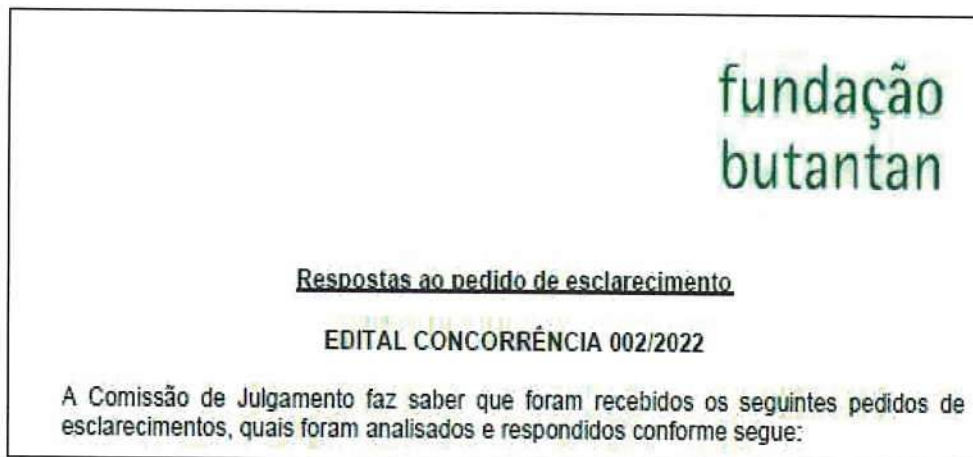 fundação
butantan
Respostas ao pedido de esclarecimento
EDITAL CONCORRÊNCIA 002/2022
A Comissão de Julgamento faz saber que foram recebidos os seguintes pedidos de
esclarecimentos, quais foram analisados e respondidos conforme segue: